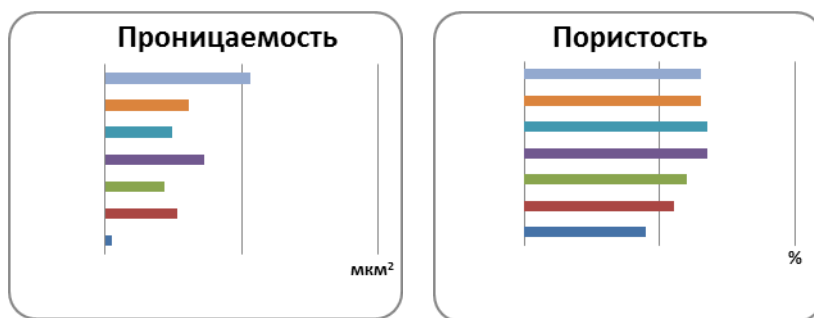 Проницаемость
мкм²
Пористость
%